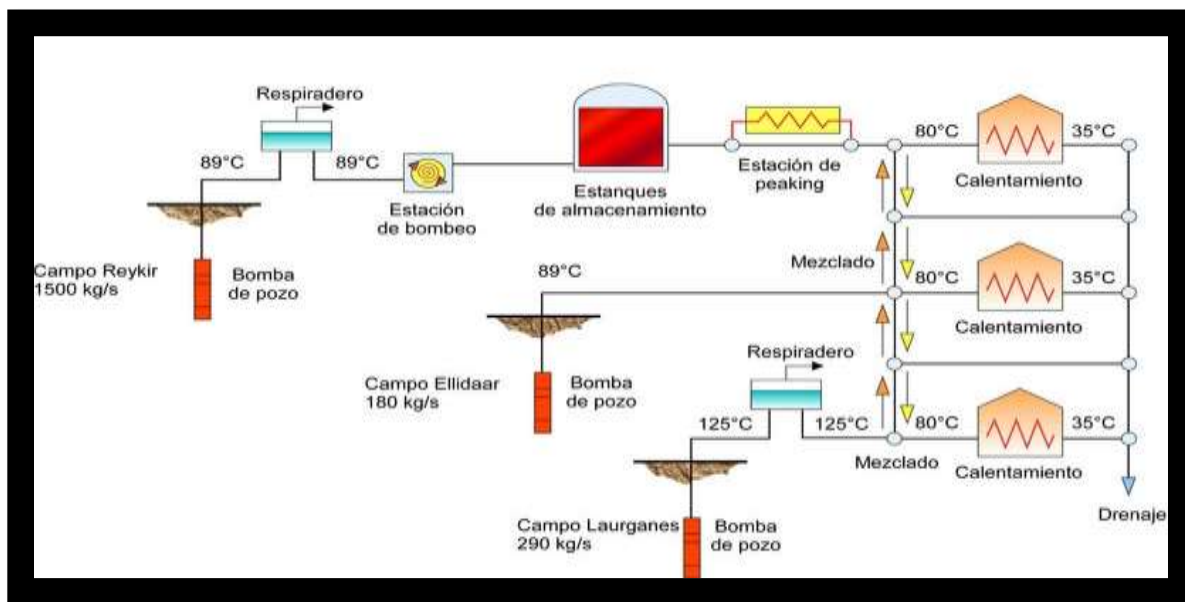 Respiradero
89°C
89°C
Estación
de bombeo
Estanques
de almacenamiento
Estación de
peaking
80°C
35°C
Calentamiento
Campo Reykir
1500 kg/s
Bomba
de pozo
89°C
Mezclado
80°C
35°C
Calentamiento
Campo Ellidaar
180 kg/s
Bomba
de pozo
Respiradero
125°C
125°C
80°C
35°C
Mezclado
Calentamiento
Campo Laurganes
290 kg/s
Bomba
de pozo
Drenaje